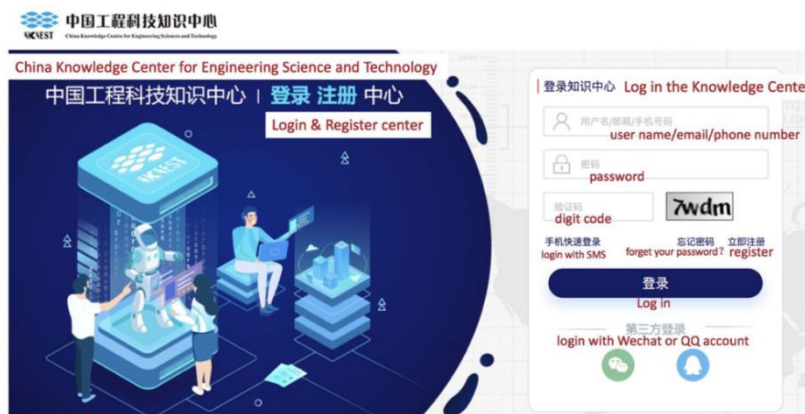 中国工程科技知识中心
IKCEST China Knowledge Centre for Engineering Sciences and Technology
China Knowledge Center for Engineering Science and Technology
中国工程科技知识中心 | 登录 注册 中心
Login & Register center
IKCEST
登录知识中心 Log in the Knowledge Cente
用户名/邮箱/手机号码
user name/email/phone number
密码
password
验证码
digit code
7wdm
手机快速登录 忘记密码 立即注册
login with SMS forget your password? register
登录
Log in
第三方登录
login with Wechat or QQ account